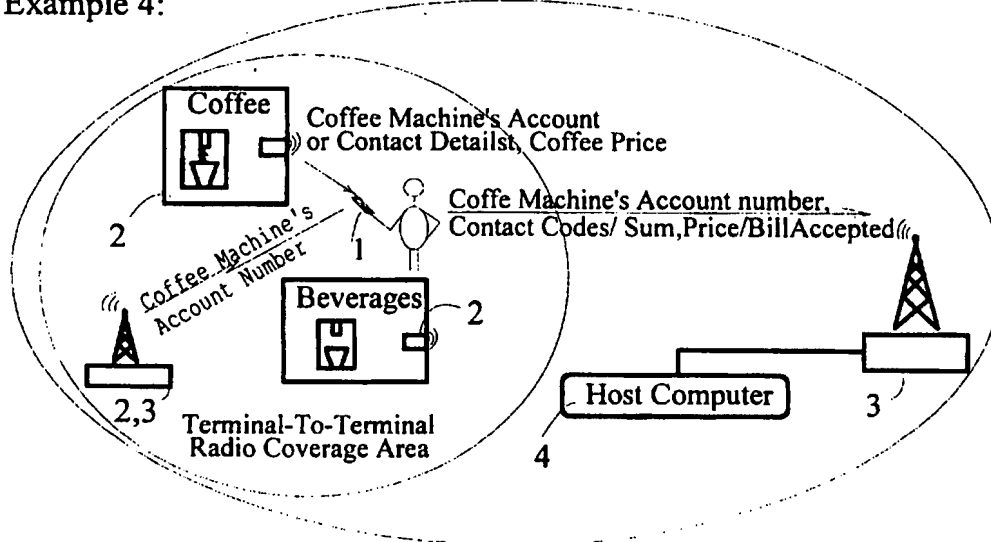 Example 4:
Coffee
Coffee Machine's Account
or Contact Detailst, Coffee Price
2
1
Coffe Machine's Account number,
Contact Codes/ Sum,Price/BillAccepted
Coffee Machine's
Account Number
Beverages
2
2,3
Terminal-To-Terminal
Radio Coverage Area
Host Computer
3
4